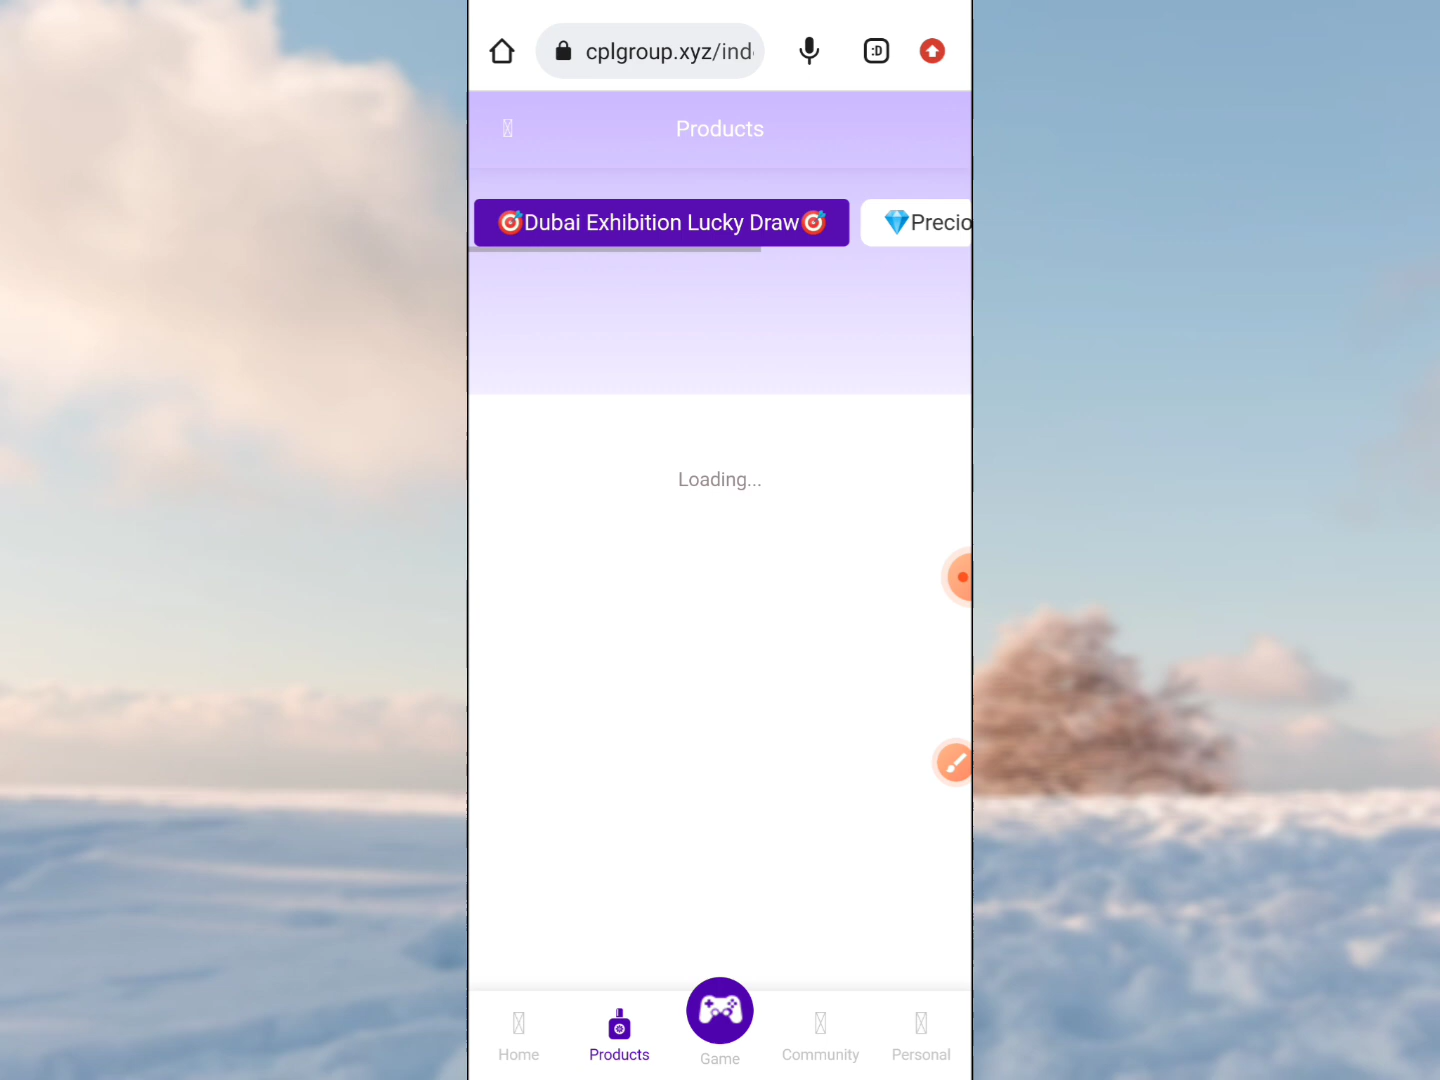 cplgroup.xyz/ind
:D
Products
🎯Dubai Exhibition Lucky Draw🎯
💎Precio
Loading...
Home
Products
Game
Community
Personal